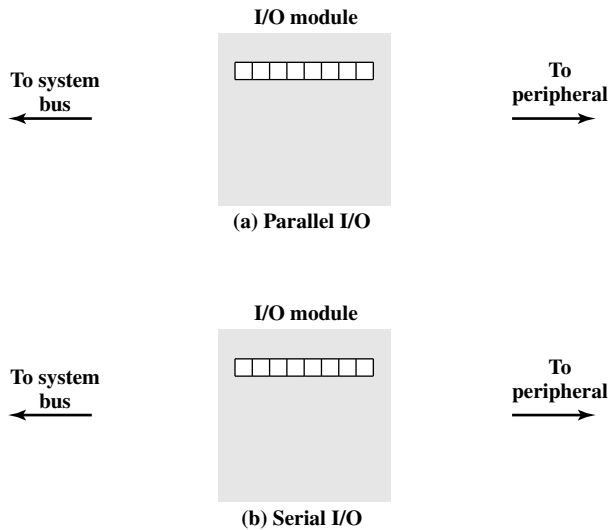 I/O module
To system
bus
To
peripheral
(a) Parallel I/O
I/O module
To system
bus
To
peripheral
(b) Serial I/O